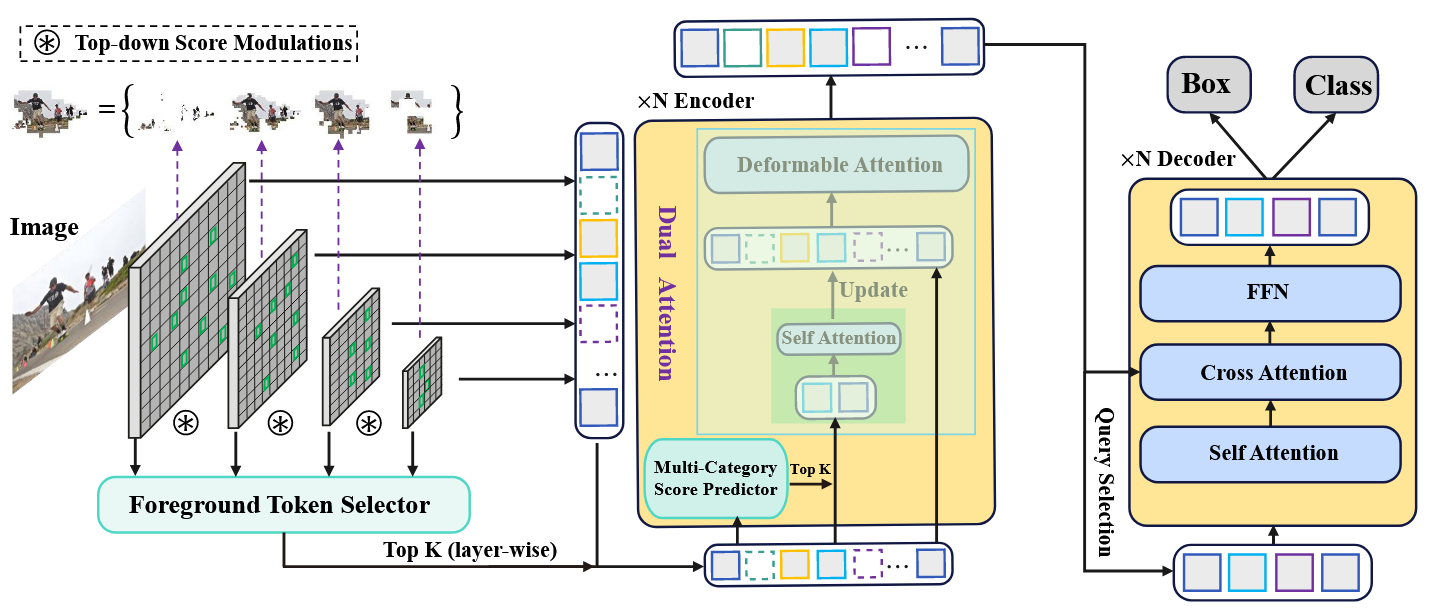 ⊛ Top-down Score Modulations
={ }
Image
⊛ ⊛ ⊛
Foreground Token Selector
Top K (layer-wise)
...
×N Encoder
...
Dual Attention
Deformable Attention
...
Update
Self Attention
Multi-Category
Score Predictor
Top K
...
Query Selection
Box
Class
×N Decoder
FFN
Cross Attention
Self Attention